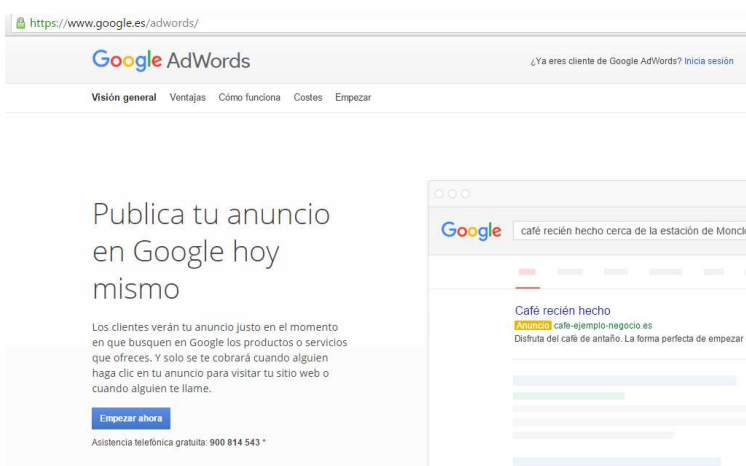 https://www.google.es/adwords/
Google AdWords
¿Ya eres cliente de Google AdWords? Inicia sesión
Visión general Ventajas Cómo funciona Costes Empezar
Publica tu anuncio
en Google hoy
mismo
Los clientes verán tu anuncio justo en el momento
en que busquen en Google los productos o servicios
que ofreces. Y solo se te cobrará cuando alguien
haga clic en tu anuncio para visitar tu sitio web o
cuando alguien te llame.
Empezar ahora
Asistencia telefónica gratuita: 900 814 543 *
Google café recién hecho cerca de la estación de
Café recién hecho
Anuncio cafe-ejemplo-negocio.es
Disfruta del café de antaño. La forma perfecta de empezar